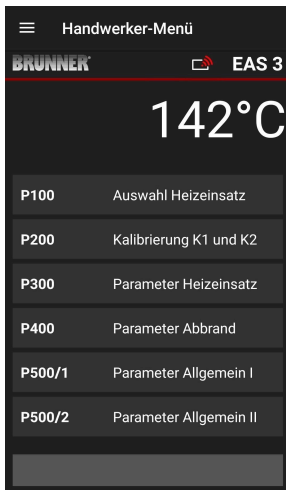 Handwerker-Menü
BRUNNER EAS 3
142°C
P100 Auswahl Heizeinsatz
P200 Kalibrierung K1 und K2
P300 Parameter Heizeinsatz
P400 Parameter Abbrand
P500/1 Parameter Allgemein I
P500/2 Parameter Allgemein II